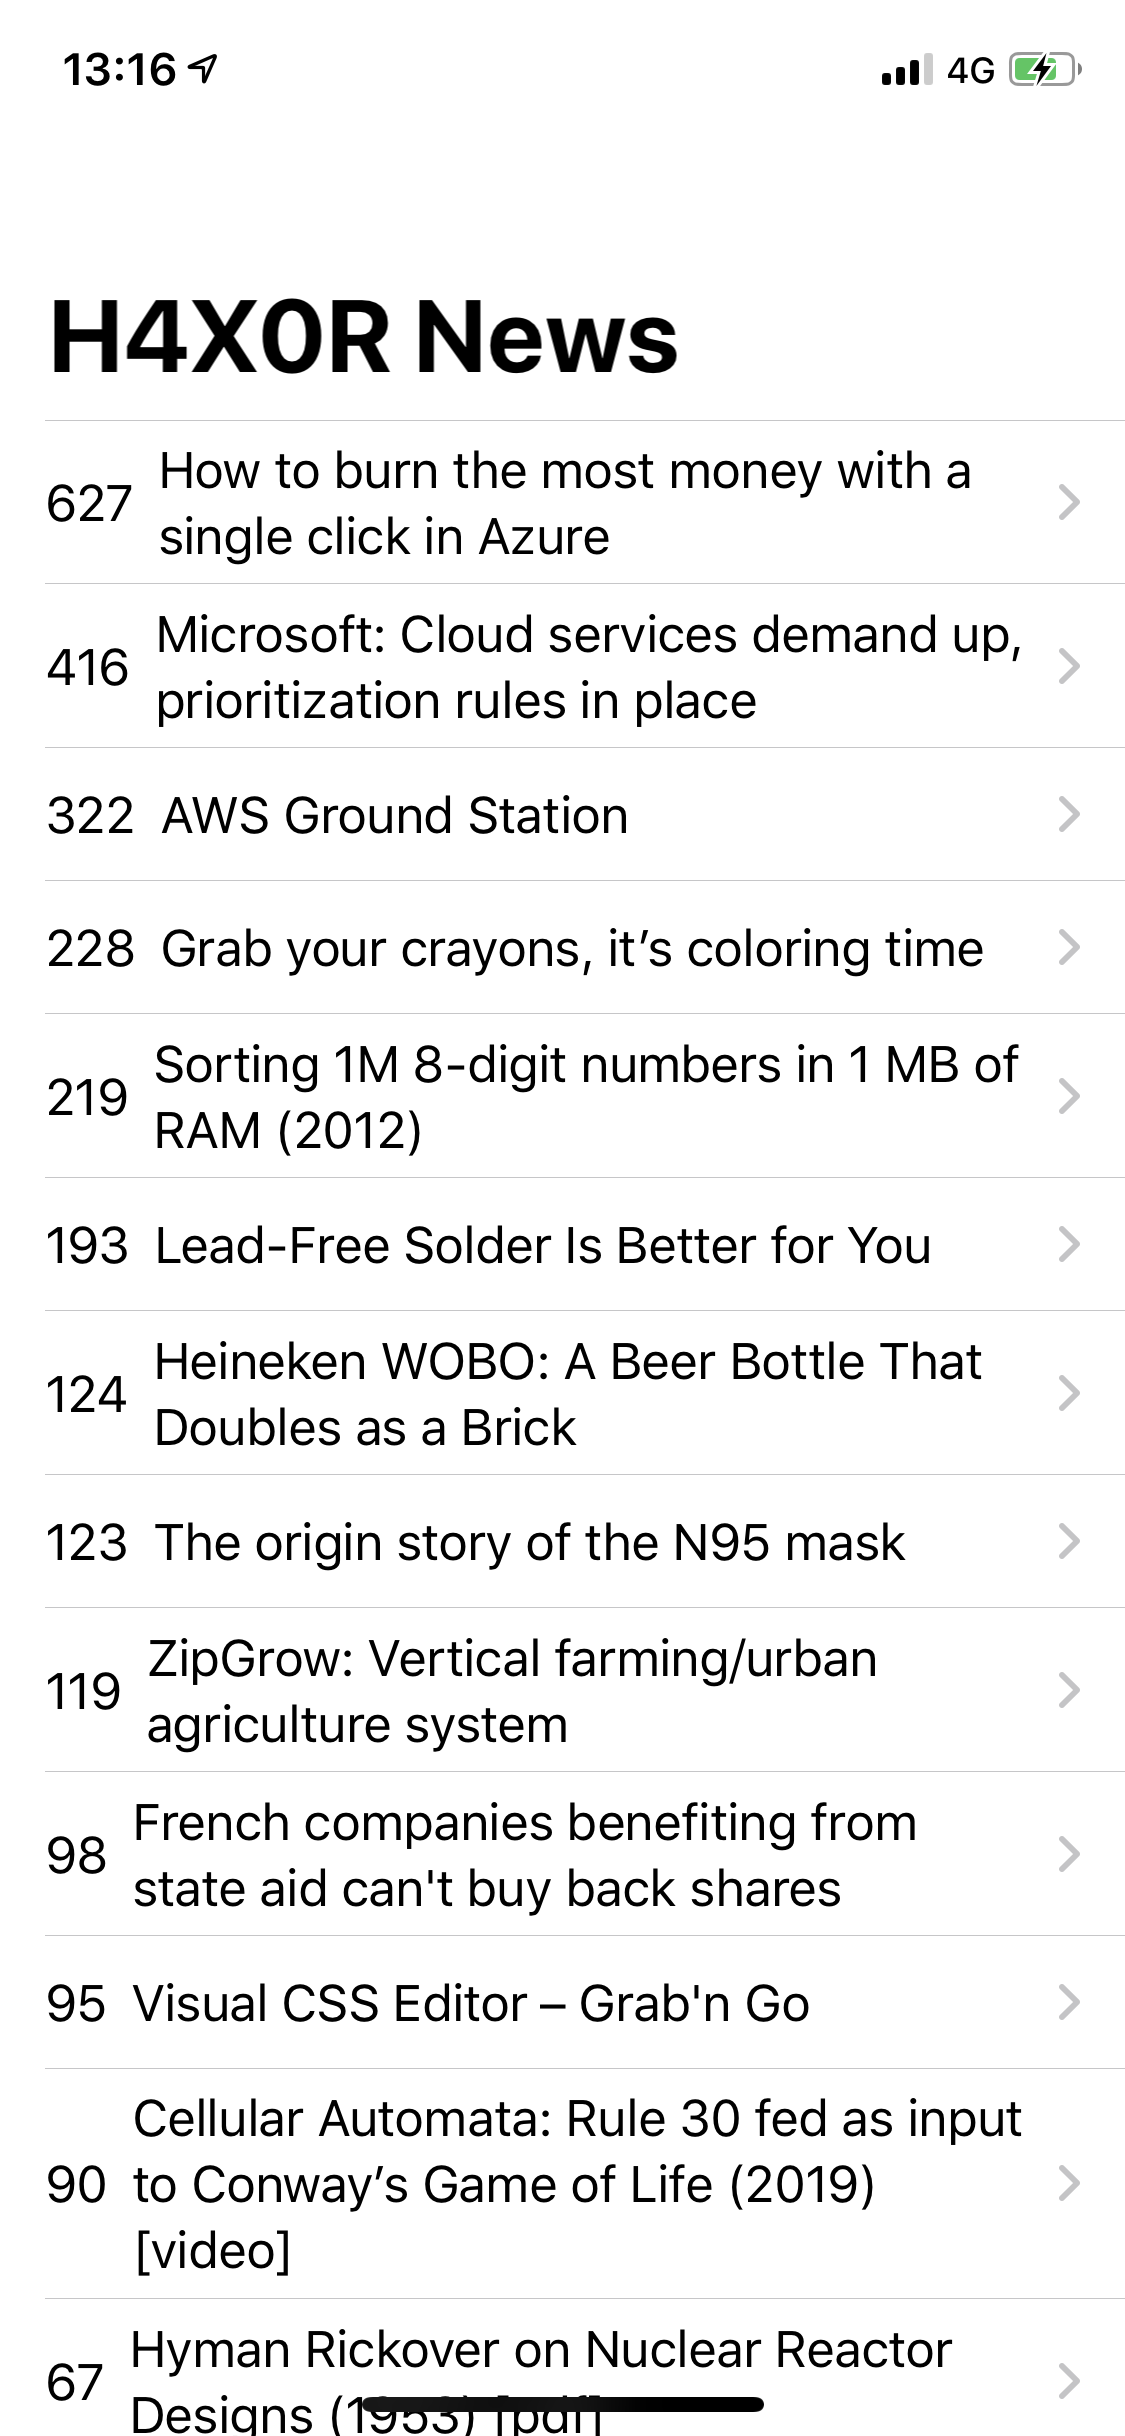 13:16
4G
H4X0R News
627
How to burn the most money with a
single click in Azure
416
Microsoft: Cloud services demand up,
prioritization rules in place
322 AWS Ground Station
228 Grab your crayons, it’s coloring time
219
Sorting 1M 8-digit numbers in 1 MB of
RAM (2012)
193 Lead-Free Solder Is Better for You
124
Heineken WOBO: A Beer Bottle That
Doubles as a Brick
123 The origin story of the N95 mask
119
ZipGrow: Vertical farming/urban
agriculture system
98
French companies benefiting from
state aid can't buy back shares
95 Visual CSS Editor – Grab'n Go
90
Cellular Automata: Rule 30 fed as input
to Conway’s Game of Life (2019)
[video]
67
Hyman Rickover on Nuclear Reactor
Designs (1953) [pdf]